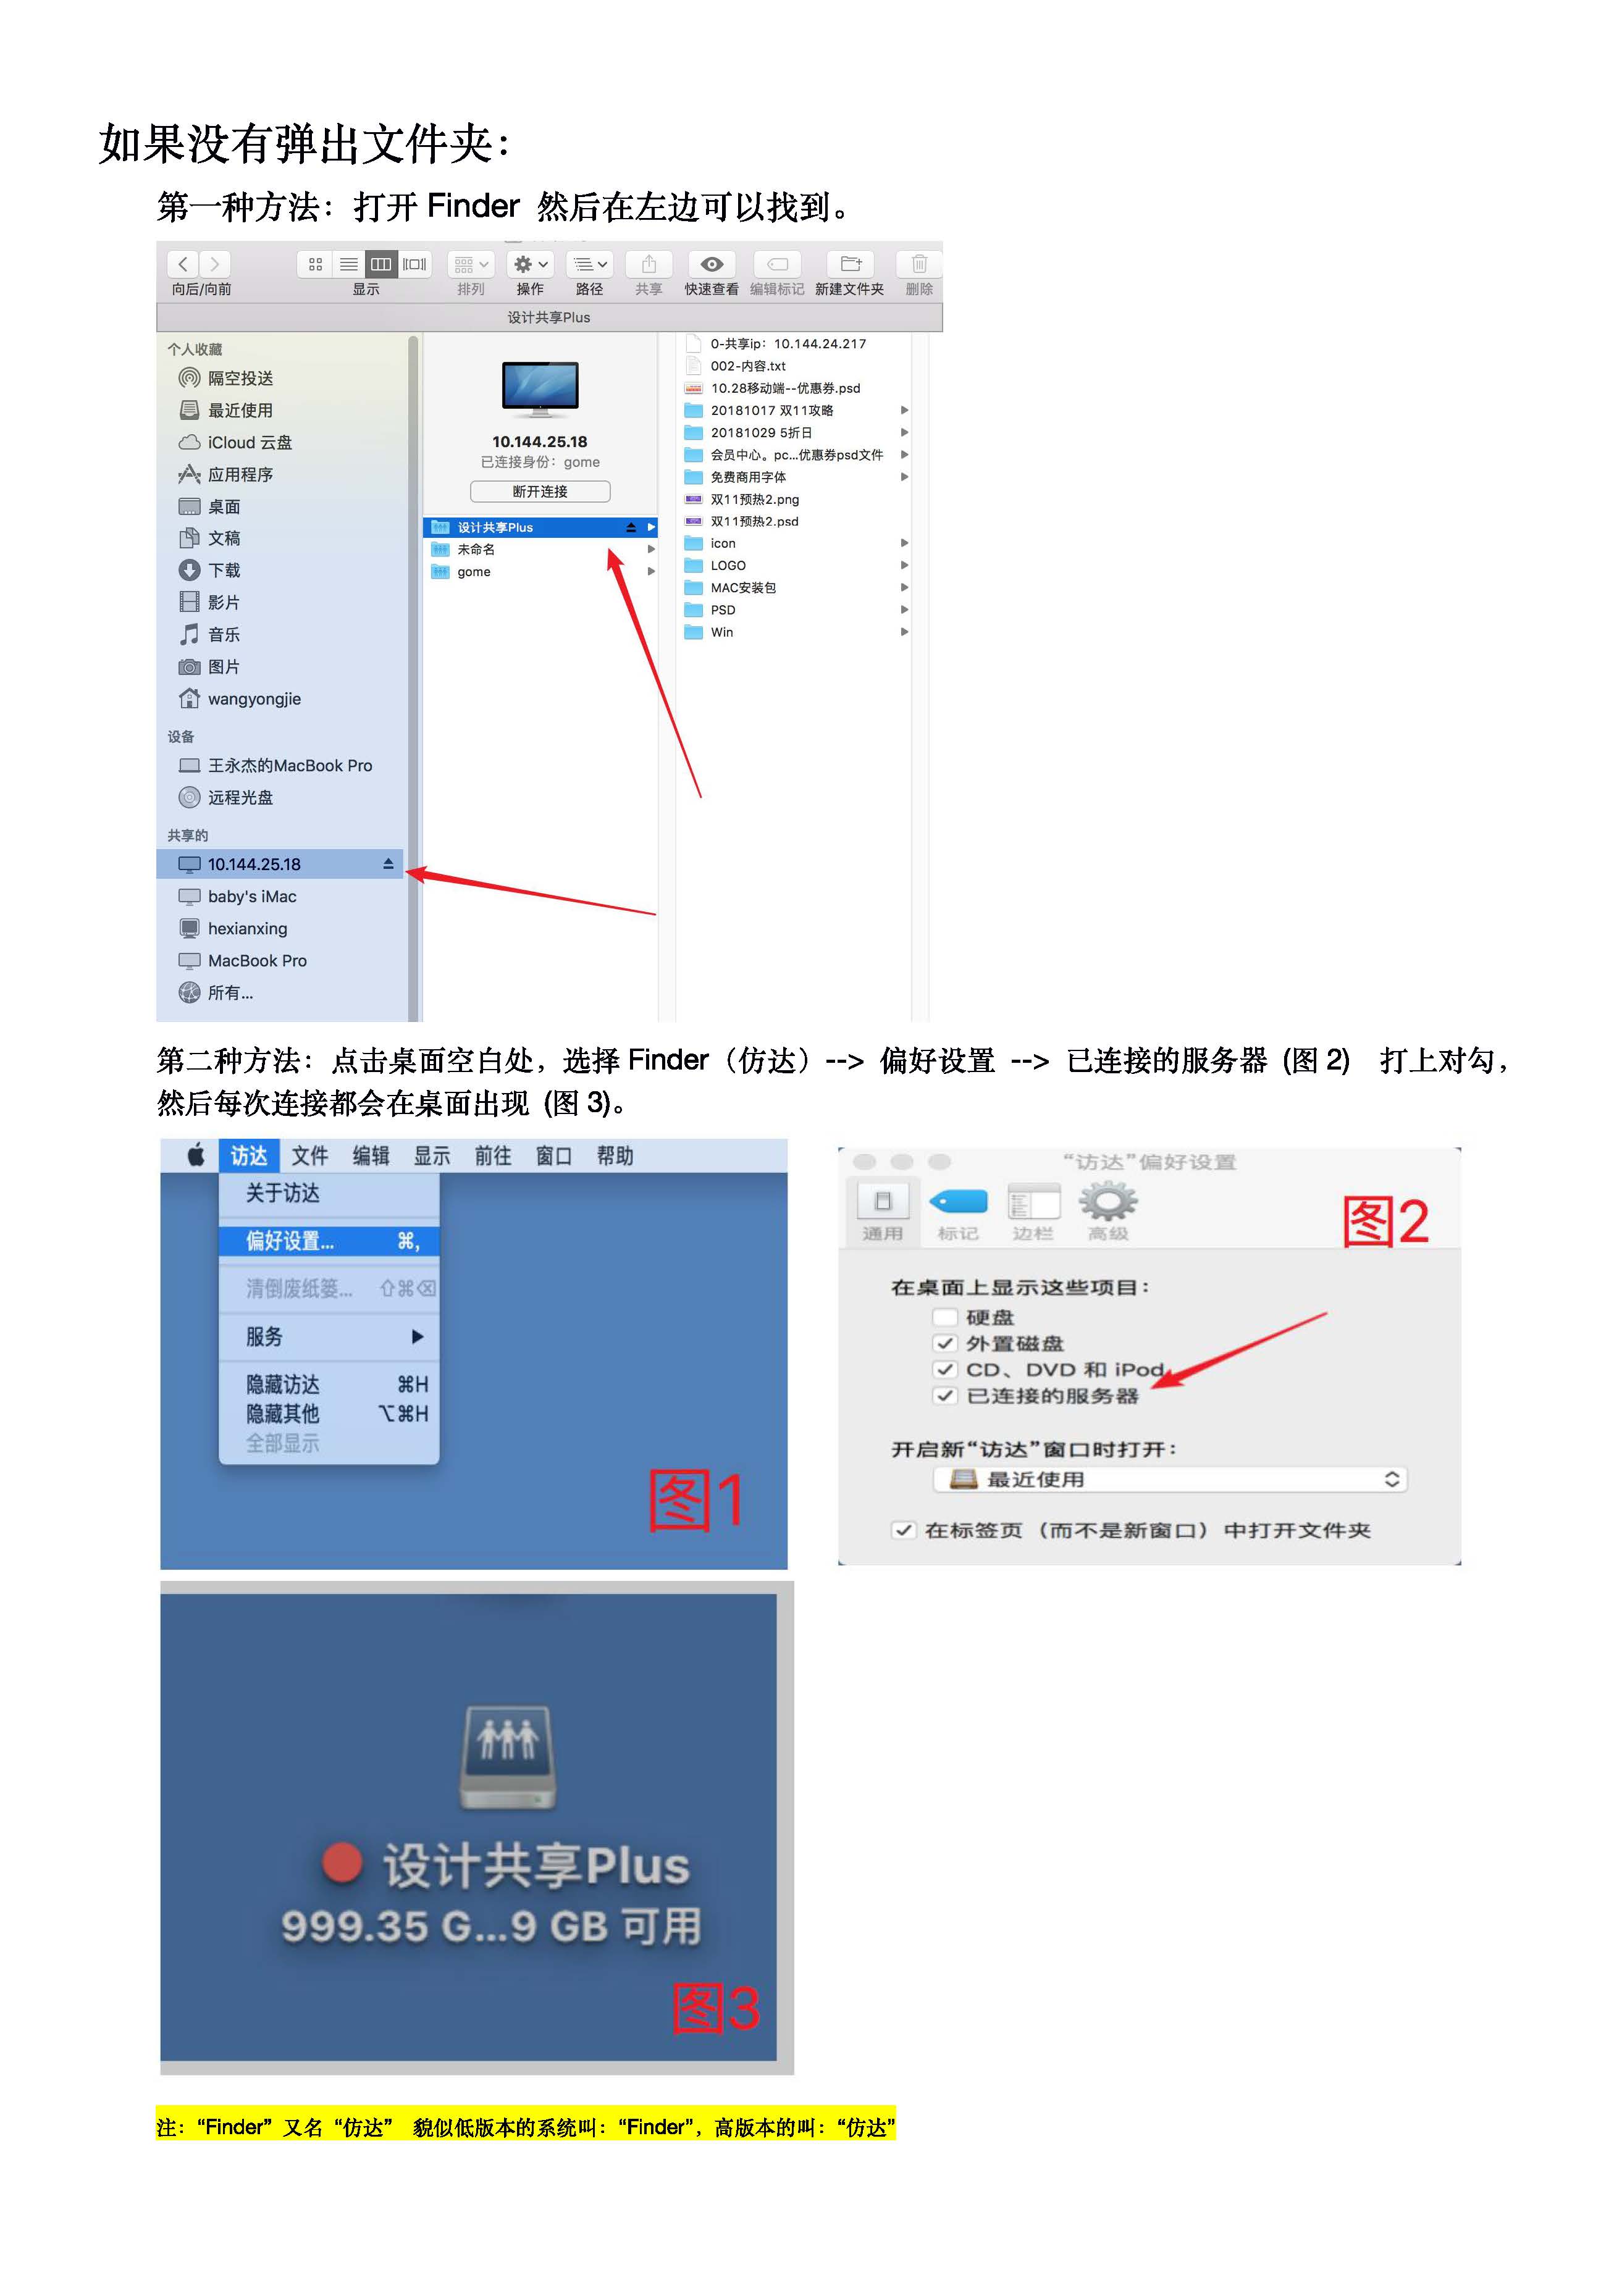 如果没有弹出文件夹：
第一种方法：打开 Finder 然后在左边可以找到。
向后/向前 显示 排列 操作 路径 共享 快速查看 编辑标记 新建文件夹 删除
设计共享Plus
个人收藏
隔空投送
最近使用
iCloud 云盘
应用程序
桌面
文稿
下载
影片
音乐
图片
wangyongjie
设备
王永杰的MacBook Pro
远程光盘
共享的
10.144.25.18
baby's iMac
hexianxing
MacBook Pro
所有...
10.144.25.18
已连接身份：gome
断开连接
设计共享Plus
未命名
gome
0-共享ip：10.144.24.217
002-内容.txt
10.28移动端--优惠券.psd
20181017 双11攻略
20181029 5折日
会员中心。pc...优惠券psd文件
免费商用字体
双11预热2.png
双11预热2.psd
icon
LOGO
MAC安装包
PSD
Win
第二种方法：点击桌面空白处，选择 Finder（仿达）--> 偏好设置 --> 已连接的服务器 (图 2) 打上对勾，
然后每次连接都会在桌面出现 (图 3)。
访达 文件 编辑 显示 前往 窗口 帮助
关于访达
偏好设置... ⌘,
清倒废纸篓... ⇧⌘⌫
服务
隐藏访达 ⌘H
隐藏其他 ⌥⌘H
全部显示
图1
“访达”偏好设置
通用 标记 边栏 高级
图2
在桌面上显示这些项目：
硬盘
外置磁盘
CD、DVD 和 iPod
已连接的服务器
开启新“访达”窗口时打开：
最近使用
在标签页（而不是新窗口）中打开文件夹
设计共享Plus
999.35 G...9 GB 可用
图3
注：“Finder” 又名 “仿达” 貌似低版本的系统叫：“Finder”，高版本的叫：“仿达”